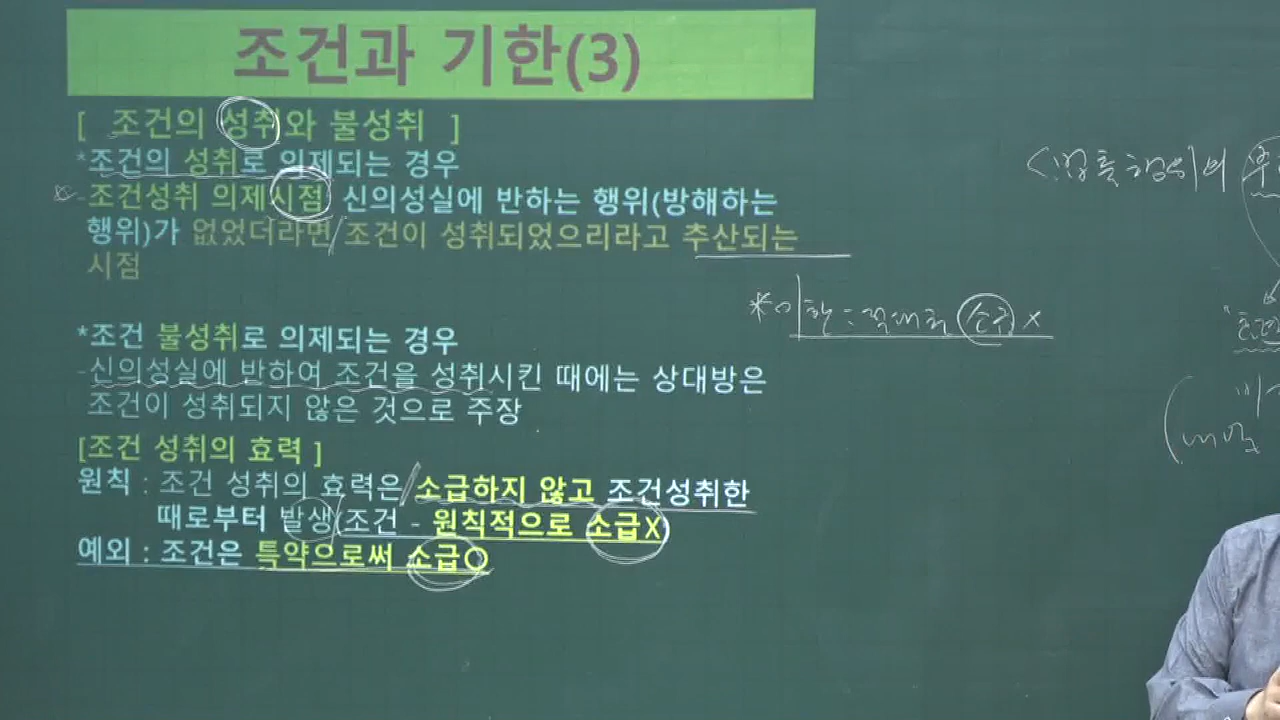 조건과 기한(3)
[ 조건의 성취와 불성취 ]
*조건의 성취로 의제되는 경우
-조건성취 의제시점 신의성실에 반하는 행위(방해하는
행위)가 없었더라면 조건이 성취되었으리라고 추산되는
시점
*조건 불성취로 의제되는 경우
-신의성실에 반하여 조건을 성취시킨 때에는 상대방은
조건이 성취되지 않은 것으로 주장
[조건 성취의 효력 ]
원칙 : 조건 성취의 효력은 소급하지 않고 조건성취한
때로부터 발생(조건 - 원칙적으로 소급X)
예외 : 조건은 특약으로써 소급O
*기한 : 절대로 소급 X